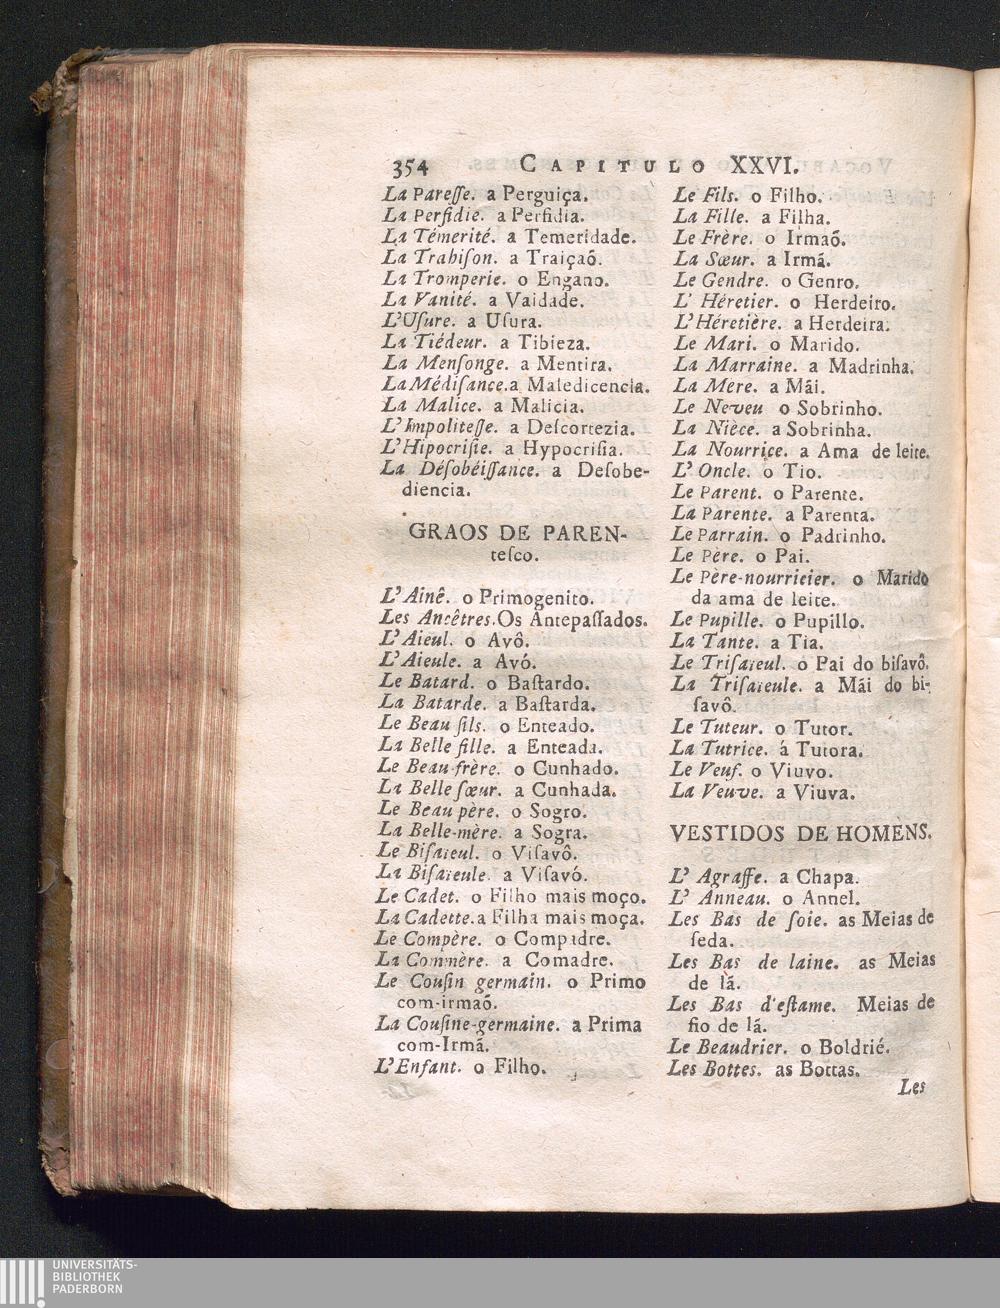 354 CAPITULO XXVI.
La Pareſſe. a Perguiça.
La Perfidie. a Perfidia.
La Témerité. a Temeridade.
La Trahiſon. a Traiçaõ.
La Tromperie. o Engano.
La Vanité. a Vaidade.
L'Uſure. a Uſura.
La Tiédeur. a Tibieza.
La Menſonge. a Mentira.
La Médiſance. a Maledicencia.
La Malice. a Malicia.
L'Impoliteſſe. a Deſcortezia.
L'Hipocriſie. a Hypocriſia.
La Déſobéiſſance. a Deſobe-
diencia.
GRAOS DE PAREN-
teſco.
L'Ainê. o Primogenito.
Les Ancêtres. Os Antepaſſados.
L'Aieul. o Avô.
L'Aieule. a Avó.
Le Batard. o Baſtardo.
La Batarde. a Baſtarda.
Le Beau fils. o Enteado.
La Belle fille. a Enteada.
Le Beau-frère. o Cunhado.
La Belle ſœur. a Cunhada.
Le Beau père. o Sogro.
La Belle-mère. a Sogra.
Le Biſaieul. o Viſavô.
La Biſaieule. a Viſavó.
Le Cadet. o Filho mais moço.
La Cadette. a Filha mais moça.
Le Compère. o Compadre.
La Commère. a Comadre.
Le Couſin germain. o Primo
com-irmaõ.
La Couſine-germaine. a Prima
com-Irmã.
L'Enfant. o Filho.
Le Fils. o Filho.
La Fille. a Filha.
Le Frère. o Irmaõ.
La Sœur. a Irmã.
Le Gendre. o Genro.
L' Héretier. o Herdeiro.
L'Héretière. a Herdeira.
Le Mari. o Marido.
La Marraine. a Madrinha.
La Mere. a Mãi.
Le Neveu o Sobrinho.
La Nièce. a Sobrinha.
La Nourrice. a Ama de leite.
L' Oncle. o Tio.
Le Parent. o Parente.
La Parente. a Parenta.
Le Parrain. o Padrinho.
Le Père. o Pai.
Le Père-nourricier. o Marido
da ama de leite.
Le Pupille. o Pupillo.
La Tante. a Tia.
Le Triſaieul. o Pai do biſavô.
La Triſaieule. a Mãi do bi-
ſavô.
Le Tuteur. o Tutor.
La Tutrice. á Tutora.
Le Veuf. o Viuvo.
La Veuve. a Viuva.
VESTIDOS DE HOMENS.
L' Agraffe. a Chapa.
L' Anneau. o Annel.
Les Bas de ſoie. as Meias de
ſeda.
Les Bas de laine. as Meias
de lã.
Les Bas d'eſtame. Meias de
fio de lã.
Le Beaudrier. o Boldrié.
Les Bottes. as Bottas.
Les
UNIVERSITÄTS-
BIBLIOTHEK
PADERBORN